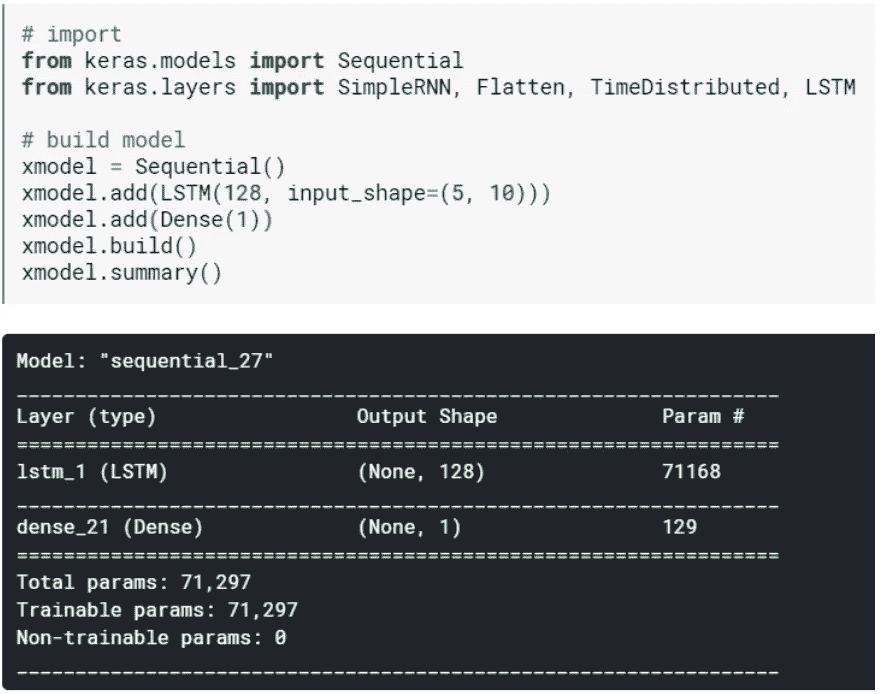 # import
from keras.models import Sequential
from keras.layers import SimpleRNN, Flatten, TimeDistributed, LSTM
# build model
xmodel = Sequential()
xmodel.add(LSTM(128, input_shape=(5, 10)))
xmodel.add(Dense(1))
xmodel.build()
xmodel.summary()
Model: "sequential_27"
_________________________________________________________________
Layer (type) Output Shape Param #
=================================================================
lstm_1 (LSTM) (None, 128) 71168
_________________________________________________________________
dense_21 (Dense) (None, 1) 129
=================================================================
Total params: 71,297
Trainable params: 71,297
Non-trainable params: 0
_________________________________________________________________